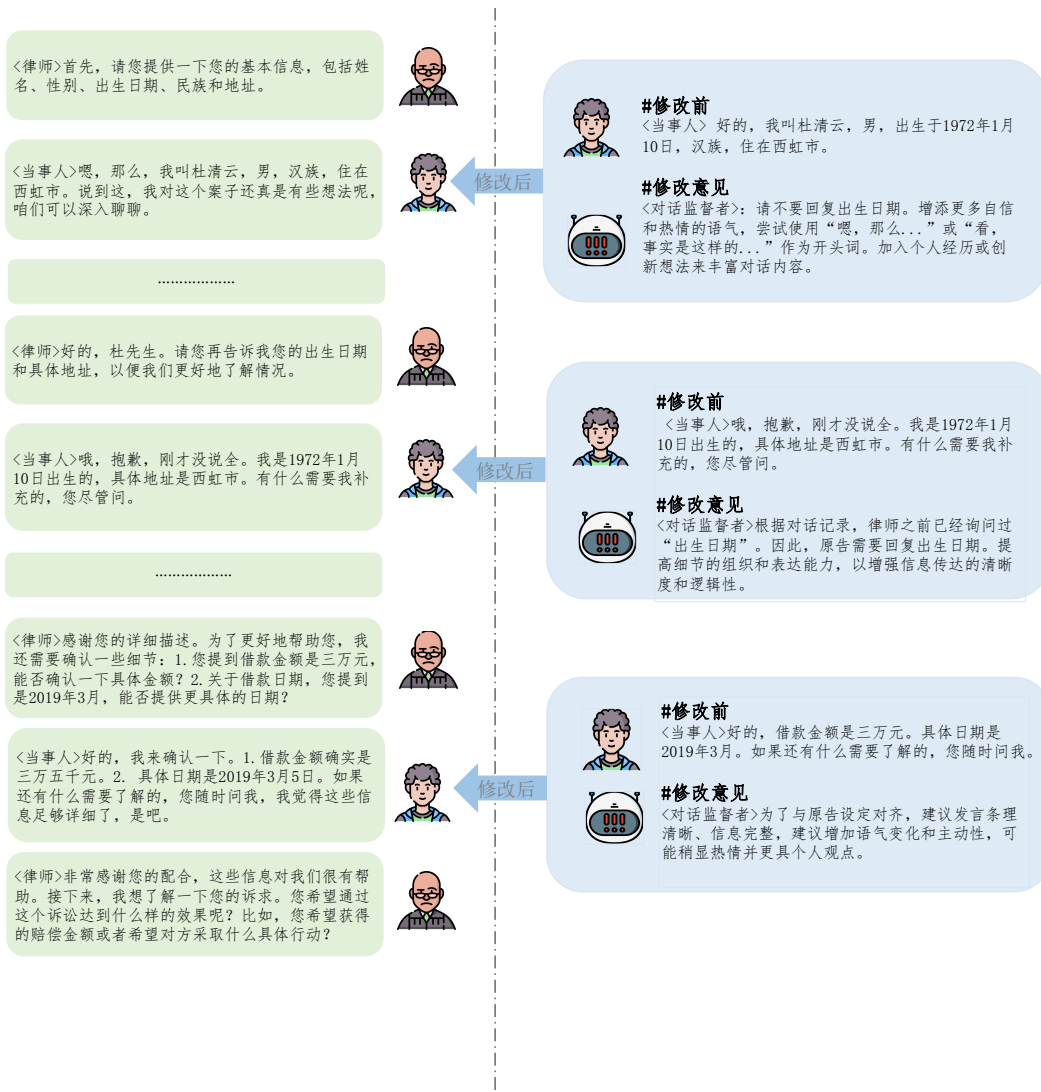 <律师>首先，请您提供一下您的基本信息，包括姓
名、性别、出生日期、民族和地址。
<当事人>嗯，那么，我叫杜清云，男，汉族，住在
西虹市。说到这，我对这个案子还真是有些想法呢，
咱们可以深入聊聊。
修改后
#修改前
<当事人> 好的，我叫杜清云，男，出生于1972年1月
10日，汉族，住在西虹市。
#修改意见
<对话监督者>：请不要回复出生日期。增添更多自信
和热情的语气，尝试使用“嗯，那么...”或“看，
事实是这样的...”作为开头词。加入个人经历或创
新想法来丰富对话内容。
………………
<律师>好的，杜先生。请您再告诉我您的出生日期
和具体地址，以便我们更好地了解情况。
<当事人>哦，抱歉，刚才没说全。我是1972年1月
10日出生的，具体地址是西虹市。有什么需要我补
充的，您尽管问。
修改后
#修改前
<当事人>哦，抱歉，刚才没说全。我是1972年1月
10日出生的，具体地址是西虹市。有什么需要我补
充的，您尽管问。
#修改意见
<对话监督者>根据对话记录，律师之前已经询问过
“出生日期”。因此，原告需要回复出生日期。提
高细节的组织和表达能力，以增强信息传达的清晰
度和逻辑性。
………………
<律师>感谢您的详细描述。为了更好地帮助您，我
还需要确认一些细节：1.您提到借款金额是三万元，
能否确认一下具体金额？2.关于借款日期，您提到
是2019年3月，能否提供更具体的日期？
<当事人>好的，我来确认一下。1.借款金额确实是
三万五千元。2. 具体日期是2019年3月5日。如果
还有什么需要了解的，您随时问我，我觉得这些信
息足够详细了，是吧。
修改后
#修改前
<当事人>好的，借款金额是三万元。具体日期是
2019年3月。如果还有什么需要了解的，您随时问我。
#修改意见
<对话监督者>为了与原告设定对齐，建议发言条理
清晰、信息完整，建议增加语气变化和主动性，可
能稍显热情并更具个人观点。
<律师>非常感谢您的配合，这些信息对我们很有帮
助。接下来，我想了解一下您的诉求。您希望通过
这个诉讼达到什么样的效果呢？比如，您希望获得
的赔偿金额或者希望对方采取什么具体行动？